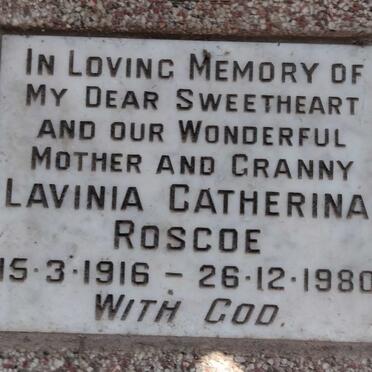 In Loving Memory of
My Dear Sweetheart
and our Wonderful
Mother and Granny
Lavinia Catherina
Roscoe
15·3·1916 – 26·12·1980
With God.